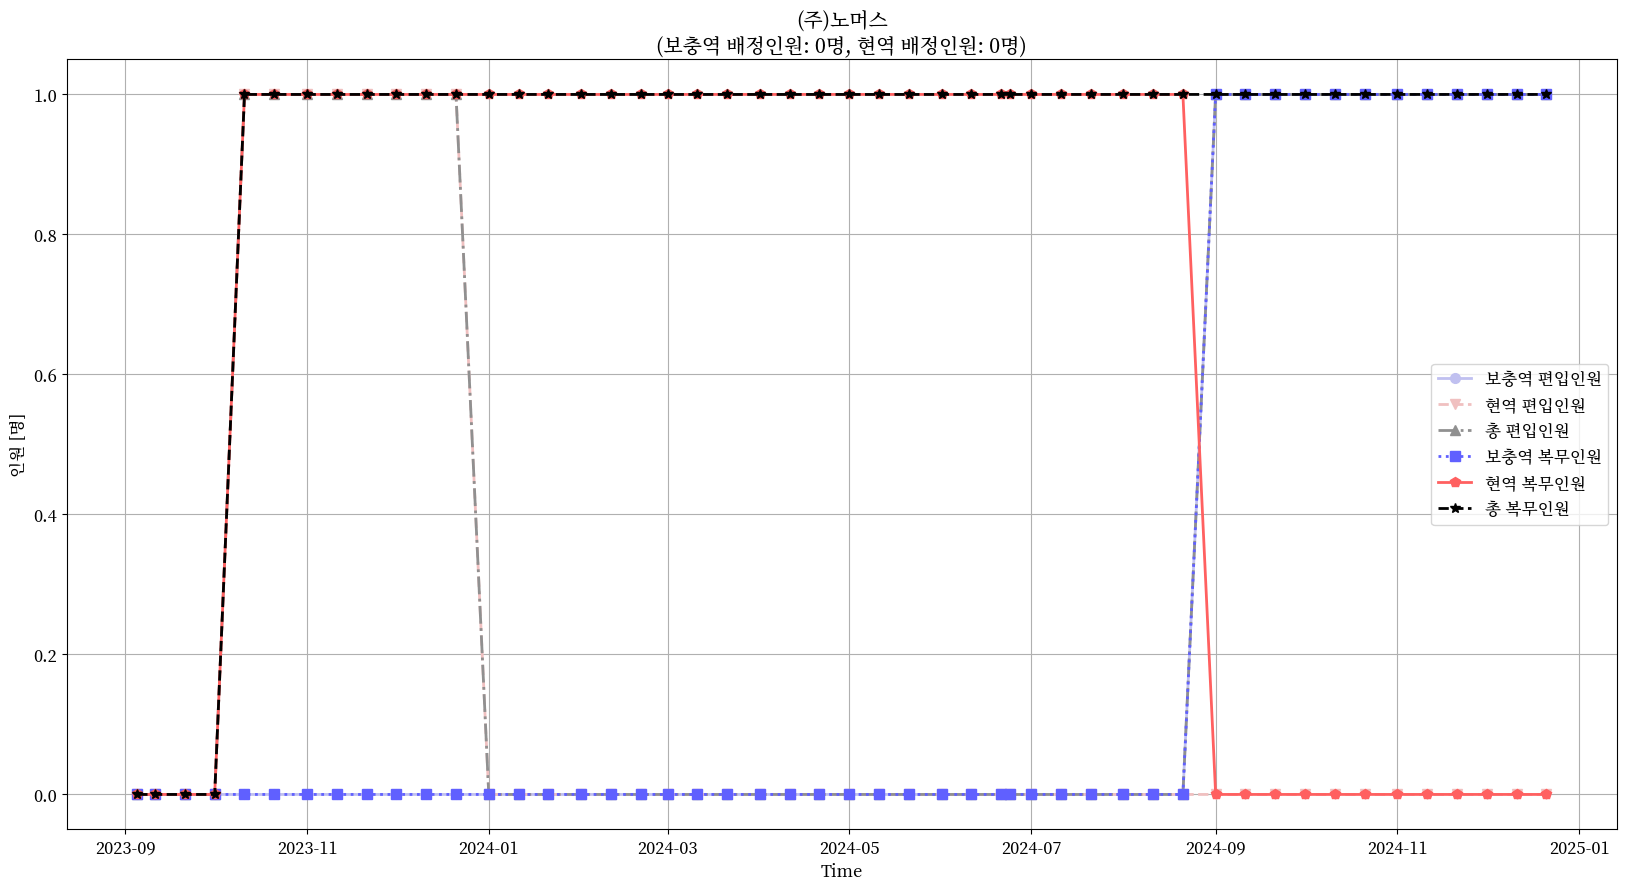 (주)노머스
(보충역 배정인원: 0명, 현역 배정인원: 0명)
인원 [명]
1.0
0.8
0.6
0.4
0.2
0.0
보충역 편입인원
현역 편입인원
총 편입인원
보충역 복무인원
현역 복무인원
총 복무인원
2023-09
2023-11
2024-01
2024-03
2024-05
2024-07
2024-09
2024-11
2025-01
Time